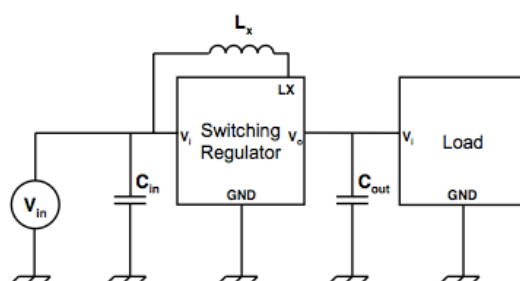 Lx
LX
Vi
Switching
Regulator
Vo
GND
Vin
Cin
Cout
Vi
Load
GND